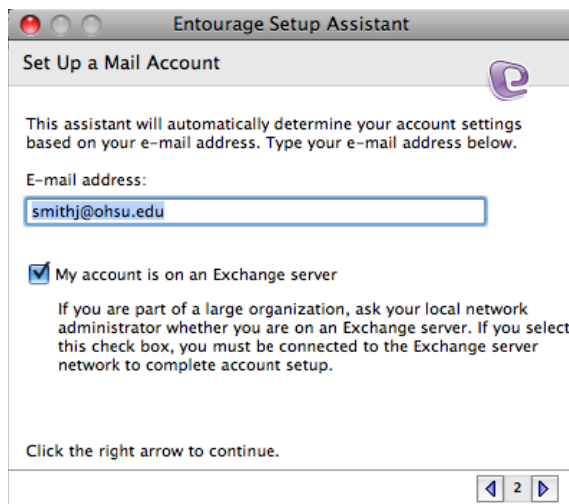 Entourage Setup Assistant
Set Up a Mail Account
This assistant will automatically determine your account settings
based on your e-mail address. Type your e-mail address below.
E-mail address:
smithj@ohsu.edu
My account is on an Exchange server
If you are part of a large organization, ask your local network
administrator whether you are on an Exchange server. If you select
this check box, you must be connected to the Exchange server
network to complete account setup.
Click the right arrow to continue.
2